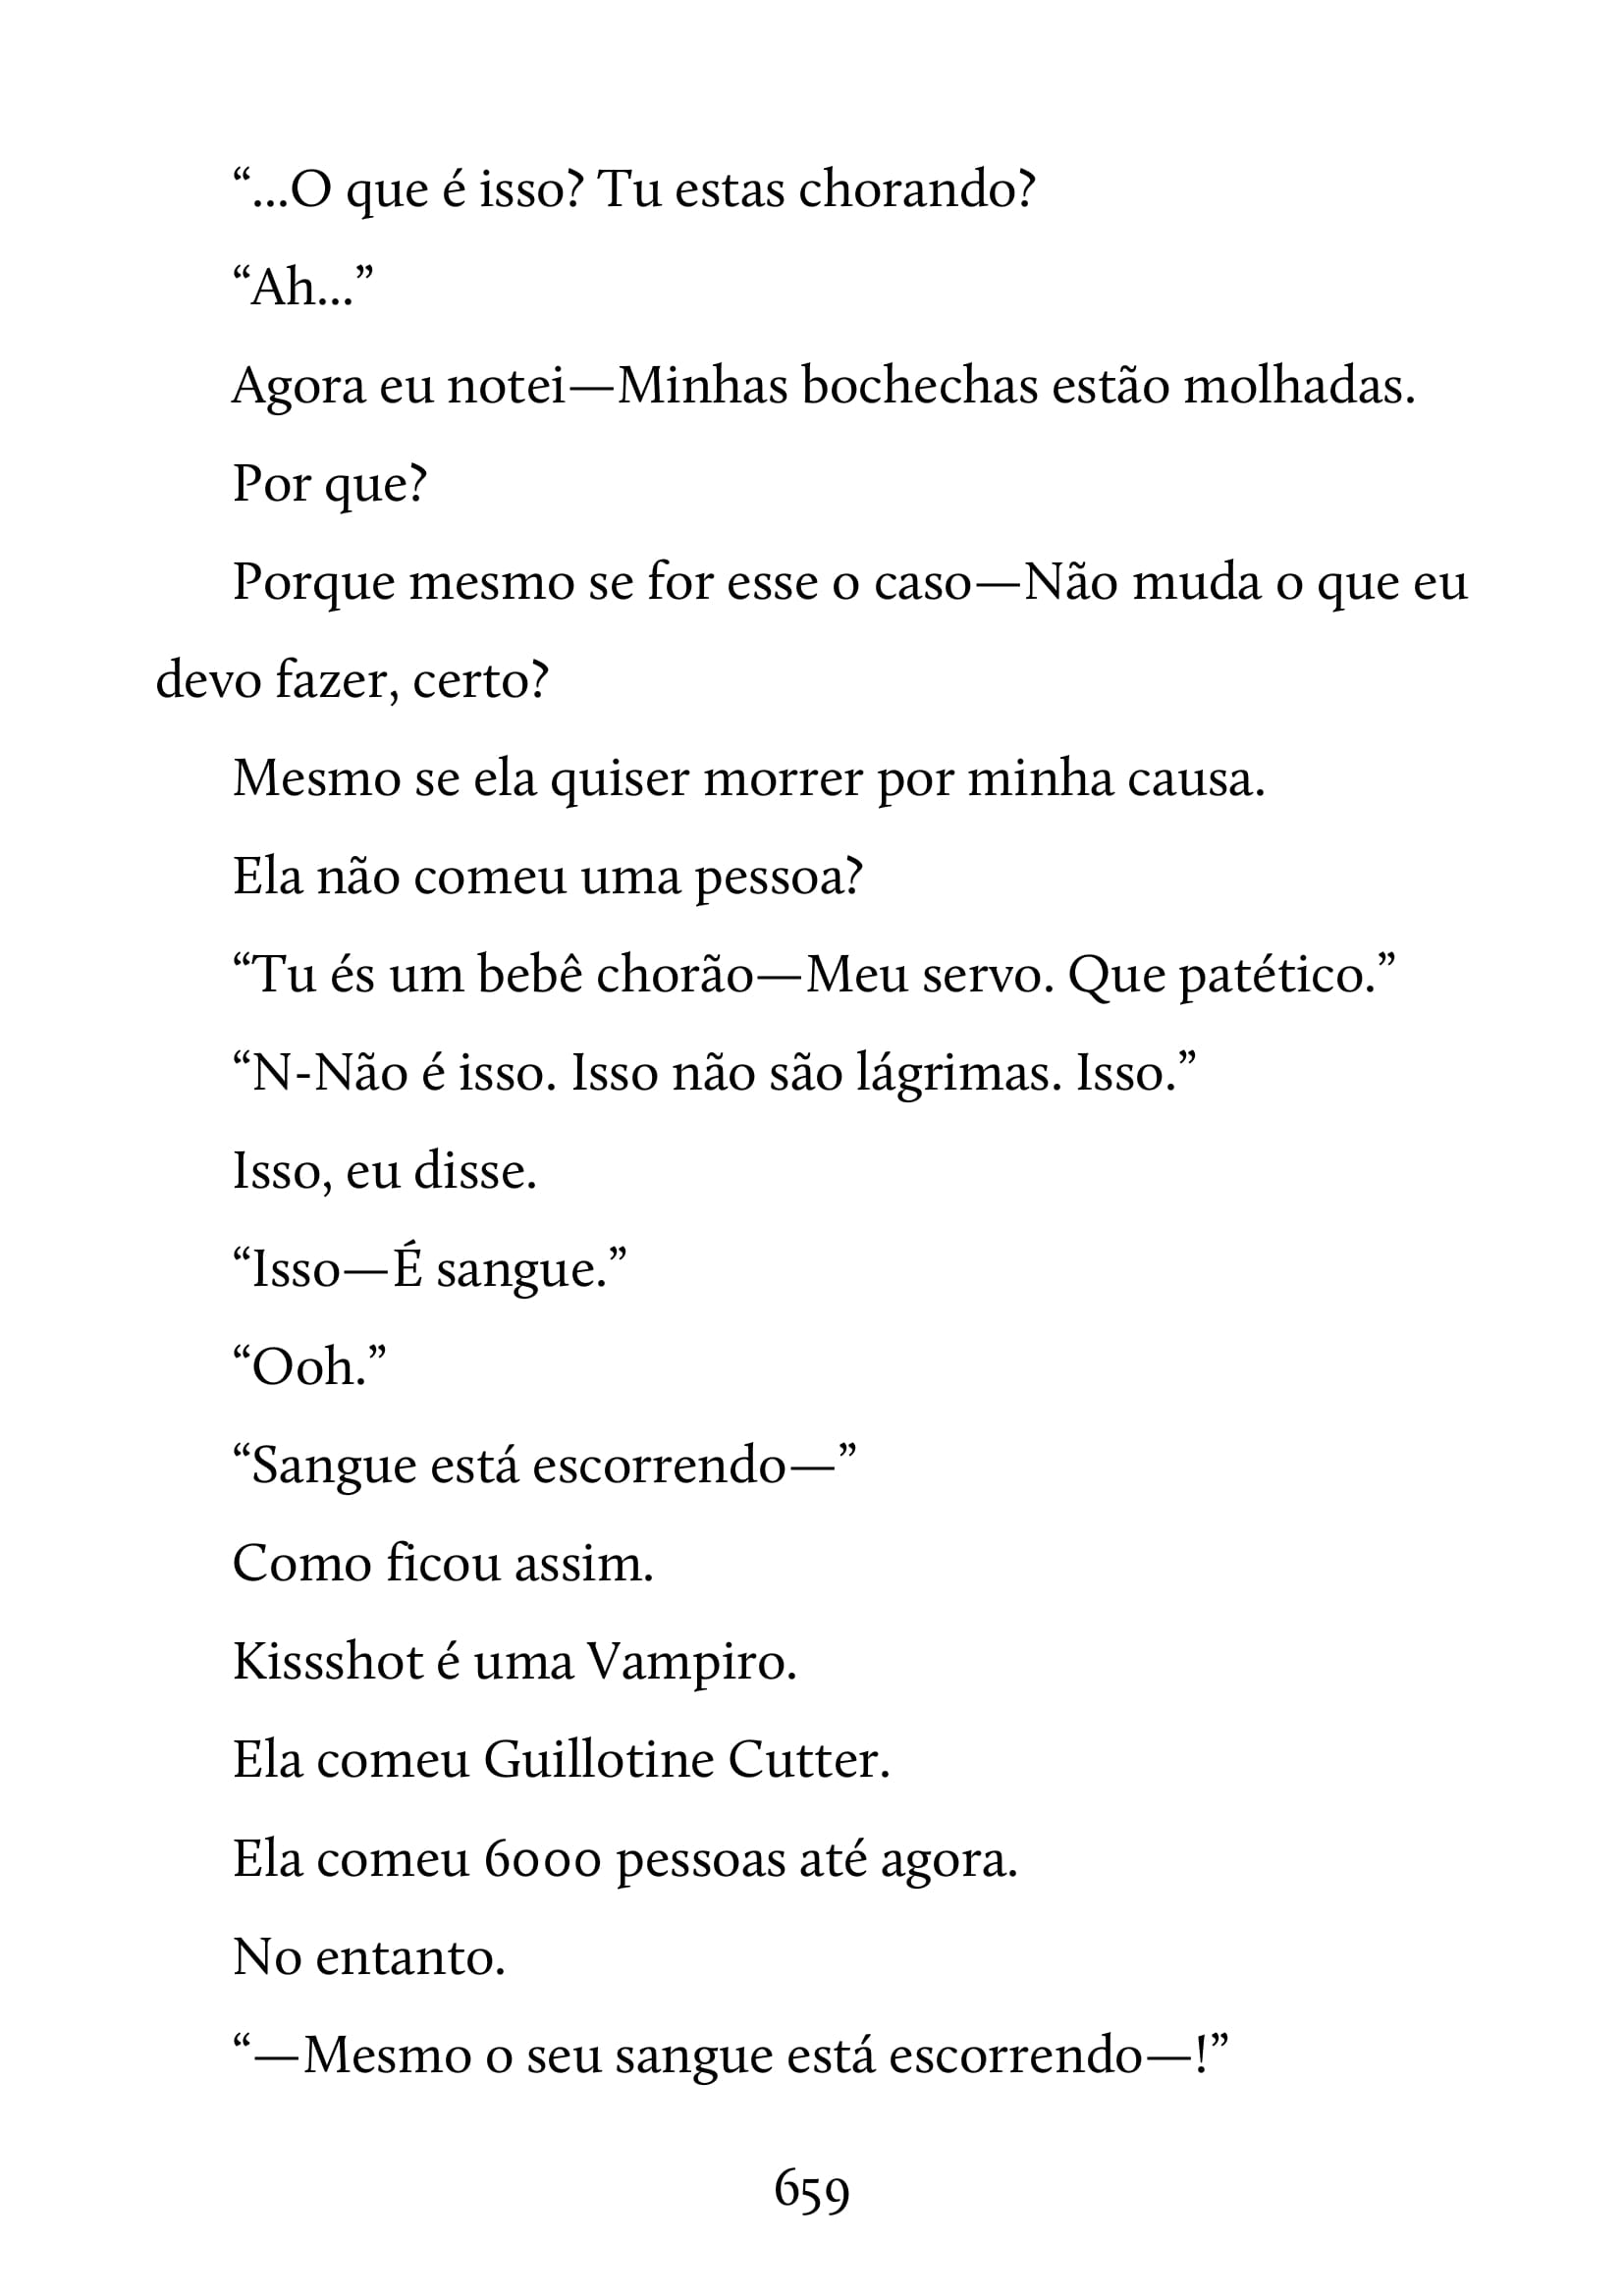 “...O que é isso? Tu estas chorando?
“Ah...”
Agora eu notei—Minhas bochechas estão molhadas.
Por que?
Porque mesmo se for esse o caso—Não muda o que eu
devo fazer, certo?
Mesmo se ela quiser morrer por minha causa.
Ela não comeu uma pessoa?
“Tu és um bebê chorão—Meu servo. Que patético.”
“N-Não é isso. Isso não são lágrimas. Isso.”
Isso, eu disse.
“Isso—É sangue.”
“Ooh.”
“Sangue está escorrendo—”
Como ficou assim.
Kissshot é uma Vampiro.
Ela comeu Guillotine Cutter.
Ela comeu 6000 pessoas até agora.
No entanto.
“—Mesmo o seu sangue está escorrendo—!”
659